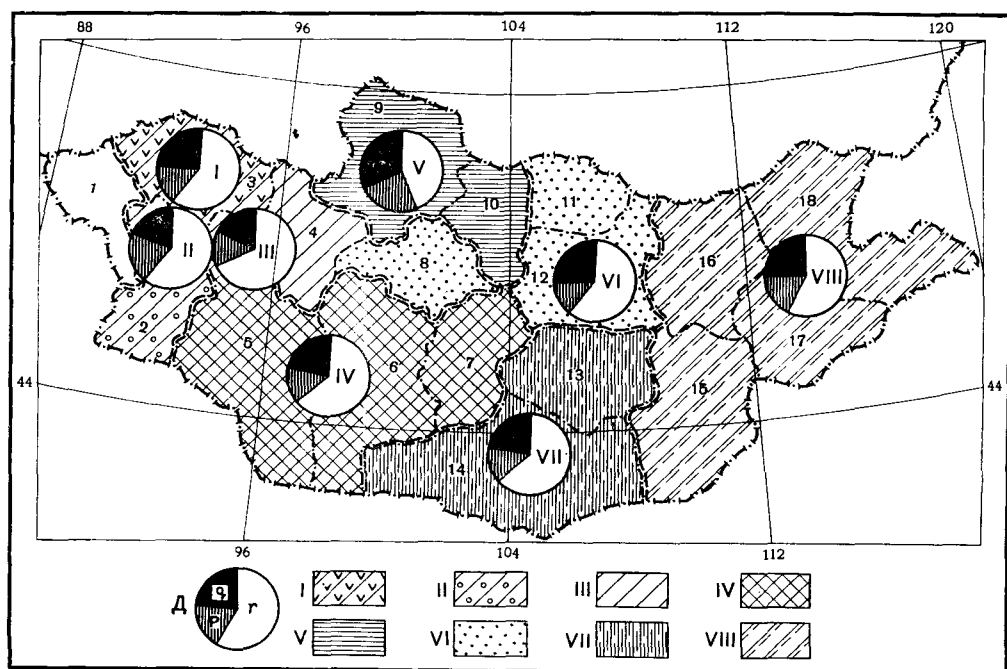 88 96 104 112 120
9
I V
1 3 10 11 18
4
II III 8 12 VI 16 VIII
2 5 17
IV 6 7 13 15
44 44
14 VII
96 104 112
Д q p r I II III IV
V VI VII VIII